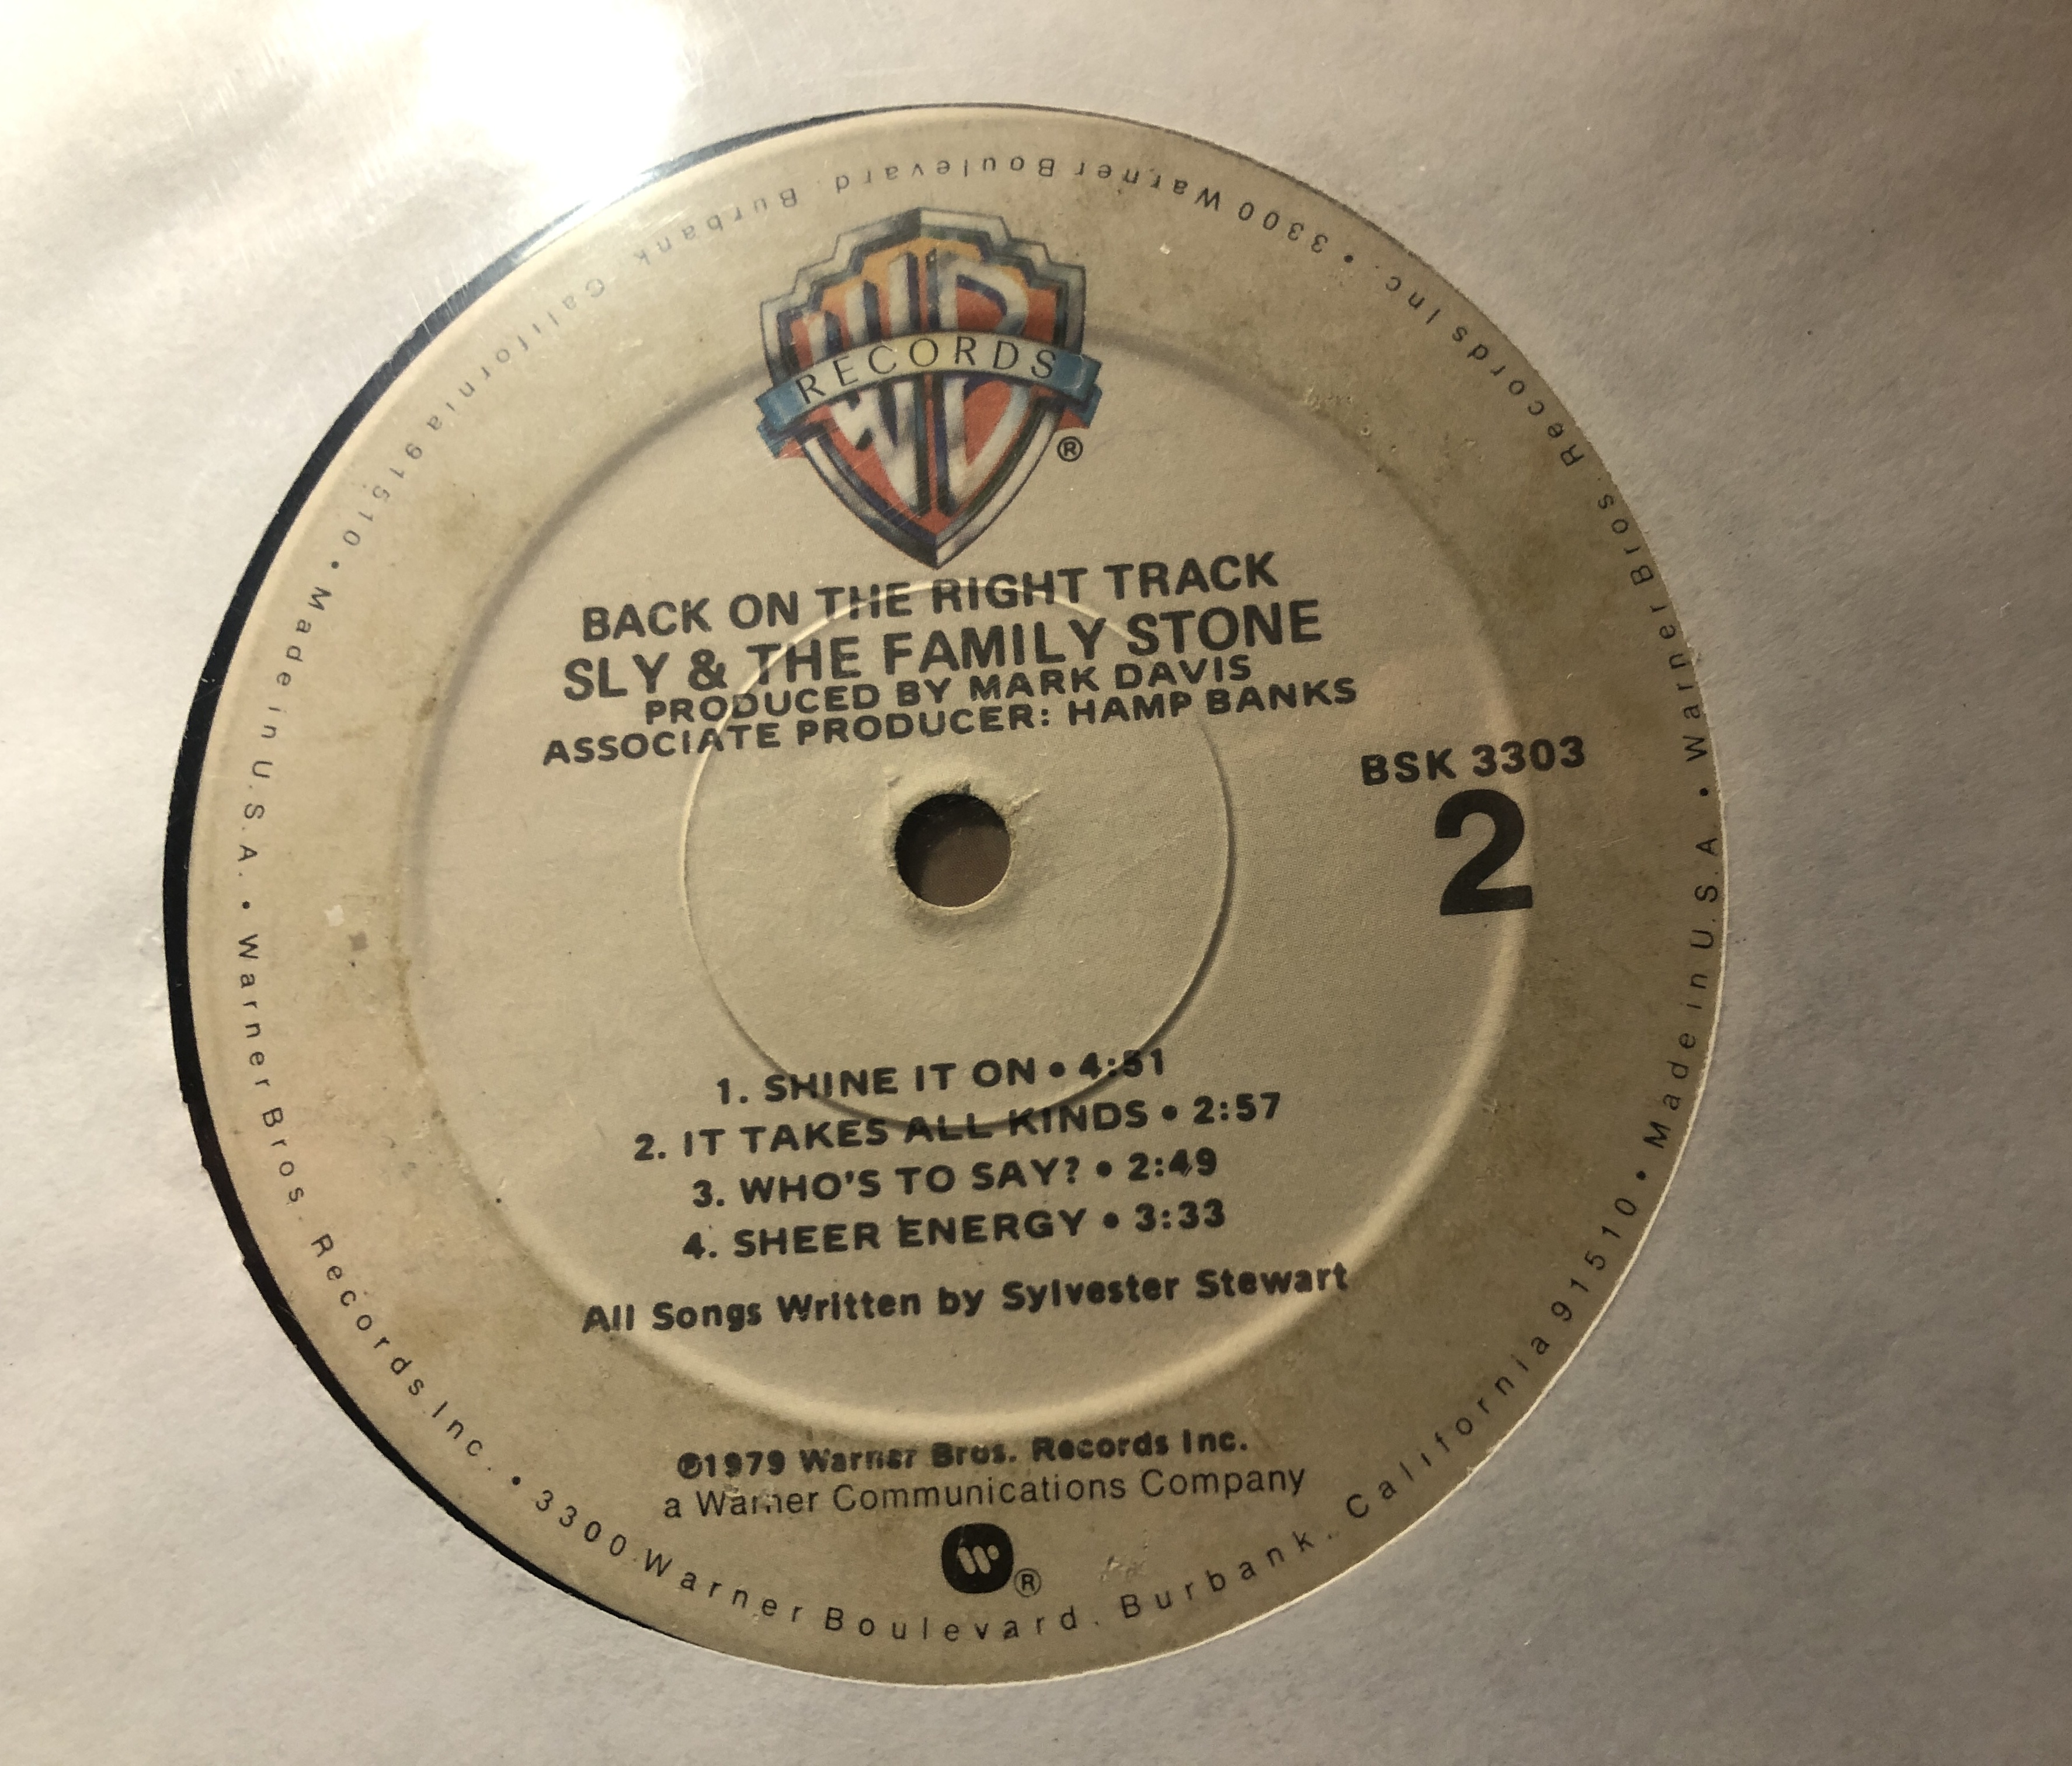 WB
RECORDS
®
BACK ON THE RIGHT TRACK
SLY & THE FAMILY STONE
PRODUCED BY MARK DAVIS
ASSOCIATE PRODUCER: HAMP BANKS
BSK 3303
2
1. SHINE IT ON • 4:51
2. IT TAKES ALL KINDS • 2:57
3. WHO'S TO SAY? • 2:49
4. SHEER ENERGY • 3:33
All Songs Written by Sylvester Stewart
℗1979 Warner Bros. Records Inc.
a Warner Communications Company
W
®
Warner Bros. Records Inc. • 3300 Warner Boulevard. Burbank. California 91510 • Made in U.S.A. • Warner Bros. Records Inc. • 3300 Warner Boulevard. Burbank. California 91510 • Made in U.S.A. •